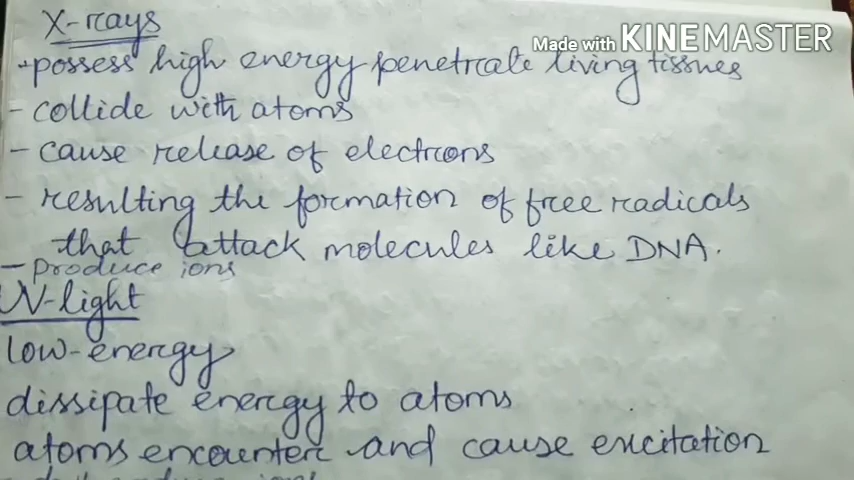 X-rays
Made with KINEMASTER
- possess high energy penetrate living tissues
- collide with atoms
- cause release of electrons
- resulting the formation of free radicals
that attack molecules like DNA.
- Produce ions
UV-light
low-energy
dissipate energy to atoms
atoms encounter and cause excitation
ions